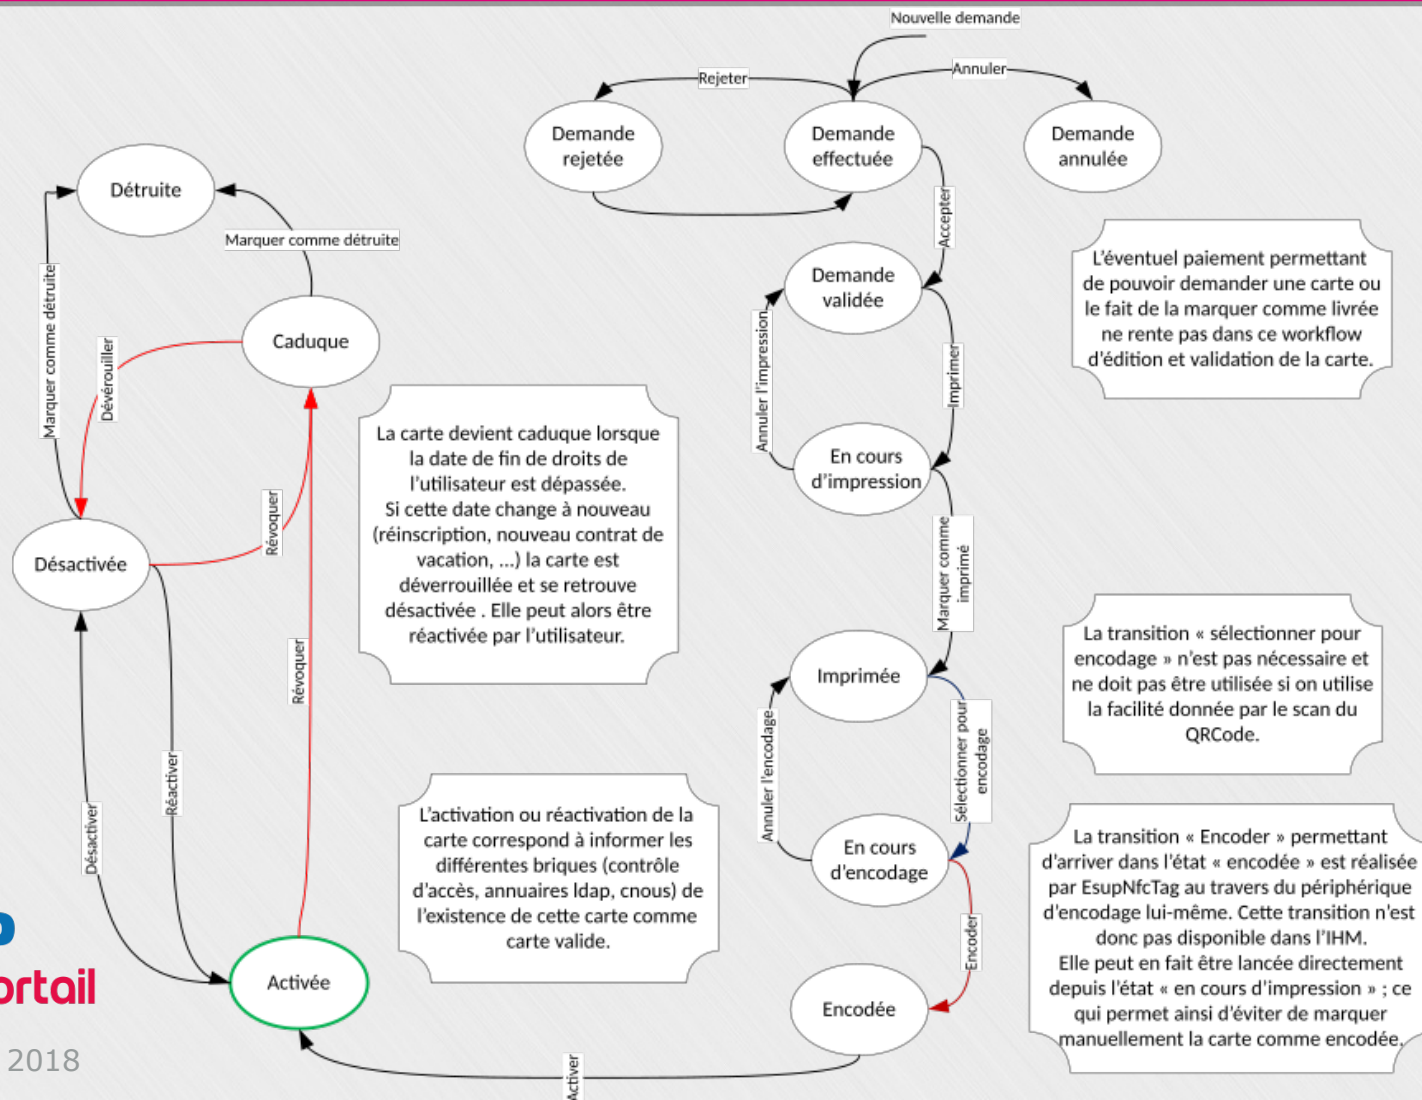 Nouvelle demande
Rejeter
Annuler
Demande
rejetée
Demande
effectuée
Demande
annulée
Accepter
Détruite
Marquer comme détruite
Marquer comme détruite
Caduque
Dévérouiller
Révoquer
Désactivée
Révoquer
Réactiver
Désactiver
Activée
Demande
validée
Annuler l'impression
Imprimer
En cours
d'impression
Marquer comme
imprimé
Imprimée
Annuler l'encodage
Sélectionner pour
encodage
En cours
d'encodage
Encoder
Encodée
Activer
L'éventuel paiement permettant
de pouvoir demander une carte ou
le fait de la marquer comme livrée
ne rente pas dans ce workflow
d'édition et validation de la carte.
La carte devient caduque lorsque
la date de fin de droits de
l'utilisateur est dépassée.
Si cette date change à nouveau
(réinscription, nouveau contrat de
vacation, ...) la carte est
déverrouillée et se retrouve
désactivée . Elle peut alors être
réactivée par l'utilisateur.
La transition « sélectionner pour
encodage » n'est pas nécessaire et
ne doit pas être utilisée si on utilise
la facilité donnée par le scan du
QRCode.
L'activation ou réactivation de la
carte correspond à informer les
différentes briques (contrôle
d'accès, annuaires ldap, cnous) de
l'existence de cette carte comme
carte valide.
La transition « Encoder » permettant
d'arriver dans l'état « encodée » est réalisée
par EsupNfcTag au travers du périphérique
d'encodage lui-même. Cette transition n'est
donc pas disponible dans l'IHM.
Elle peut en fait être lancée directement
depuis l'état « en cours d'impression » ; ce
qui permet ainsi d'éviter de marquer
manuellement la carte comme encodée.
ortail
2018